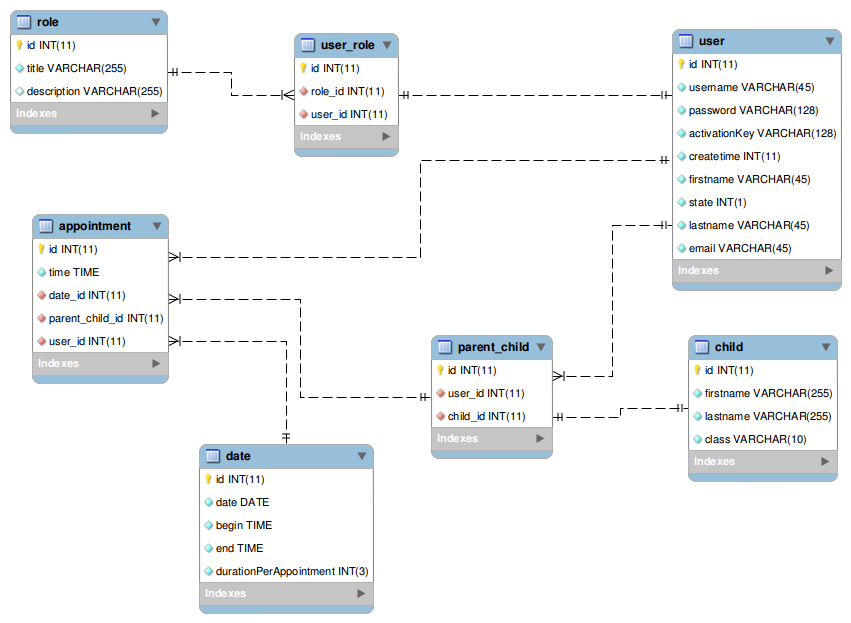 role
id INT(11)
title VARCHAR(255)
description VARCHAR(255)
Indexes
user_role
id INT(11)
role_id INT(11)
user_id INT(11)
Indexes
user
id INT(11)
username VARCHAR(45)
password VARCHAR(128)
activationKey VARCHAR(128)
createtime INT(11)
firstname VARCHAR(45)
state INT(1)
lastname VARCHAR(45)
email VARCHAR(45)
Indexes
appointment
id INT(11)
time TIME
date_id INT(11)
parent_child_id INT(11)
user_id INT(11)
Indexes
parent_child
id INT(11)
user_id INT(11)
child_id INT(11)
Indexes
child
id INT(11)
firstname VARCHAR(255)
lastname VARCHAR(255)
class VARCHAR(10)
Indexes
date
id INT(11)
date DATE
begin TIME
end TIME
durationPerAppointment INT(3)
Indexes